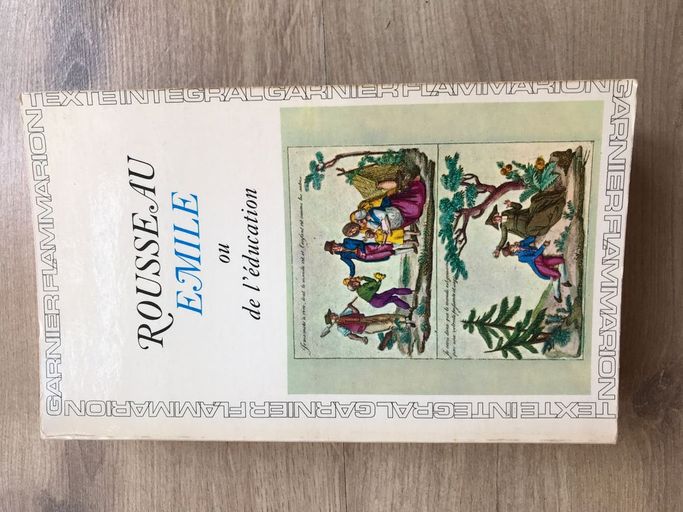 TEXTE INTEGRAL GARNIER FLAMMARION
GARNIER FLAMMARION
ROUSSEAU
EMILE
ou
de l'éducation
GARNIER FLAMMARION
TEXTE INTEGRAL GARNIER FLAMMARION